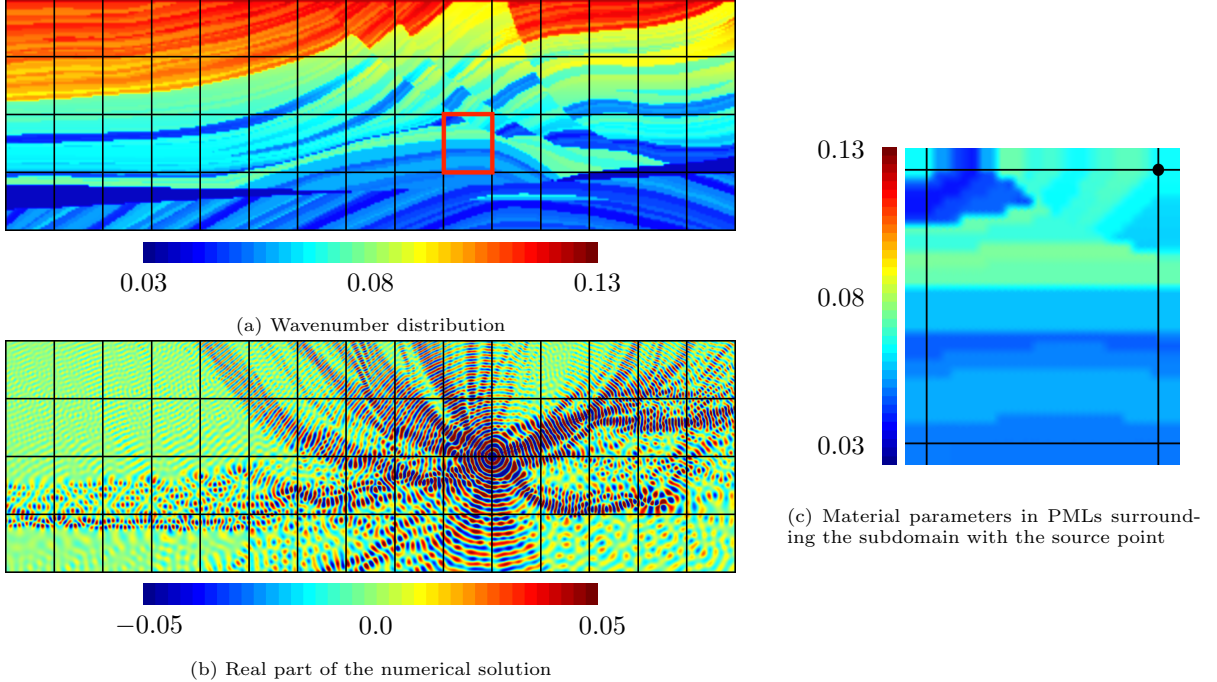 0.03
0.08
0.13
(a) Wavenumber distribution
−0.05
0.0
0.05
(b) Real part of the numerical solution
0.13
0.08
0.03
(c) Material parameters in PMLs surround-
ing the subdomain with the source point